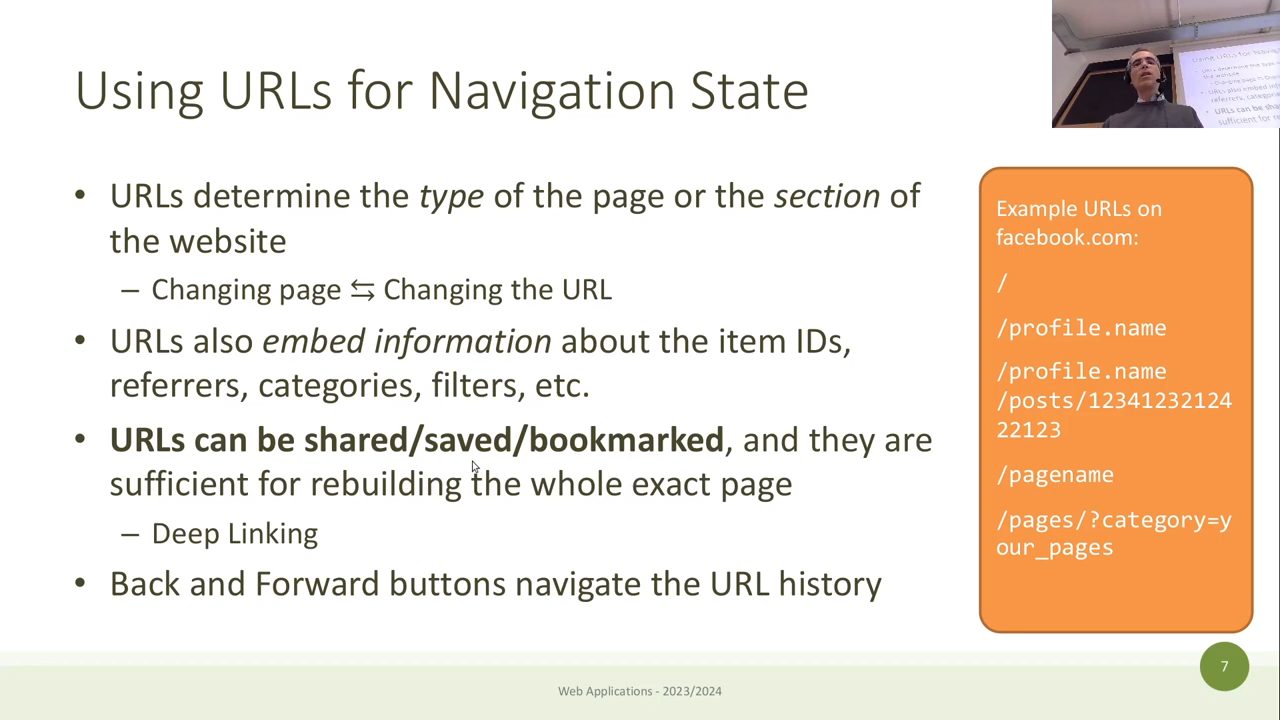 Using URLs for Navigation State
• URLs determine the type of the page or the section of
the website
– Changing page ⇆ Changing the URL
• URLs also embed information about the item IDs,
referrers, categories, filters, etc.
• URLs can be shared/saved/bookmarked, and they are
sufficient for rebuilding the whole exact page
– Deep Linking
• Back and Forward buttons navigate the URL history
Example URLs on
facebook.com:
/
/profile.name
/profile.name
/posts/12341232124
22123
/pagename
/pages/?category=y
our_pages
Web Applications - 2023/2024
7